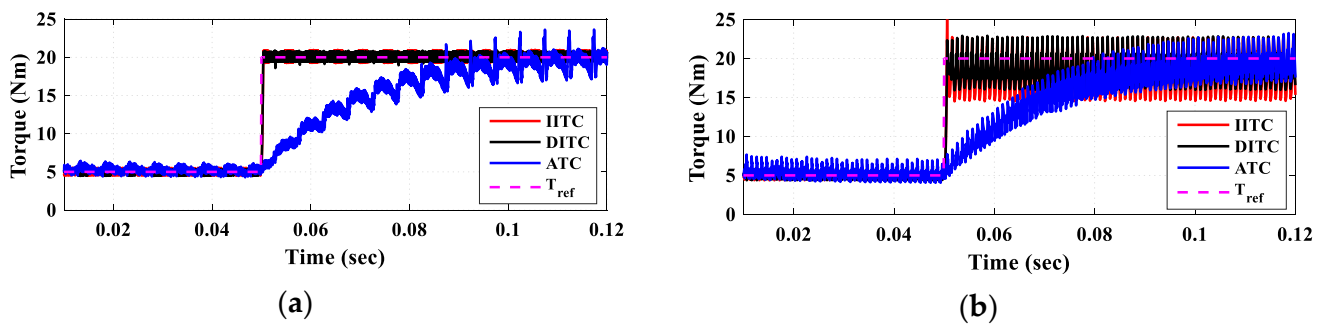 25
20
15
10
5
0
Torque (Nm)
0.02
0.04
0.06
0.08
0.1
0.12
Time (sec)
IITC
DITC
ATC
T_ref
(a)
25
20
15
10
5
0
Torque (Nm)
0.02
0.04
0.06
0.08
0.1
0.12
Time (sec)
IITC
DITC
ATC
T_ref
(b)